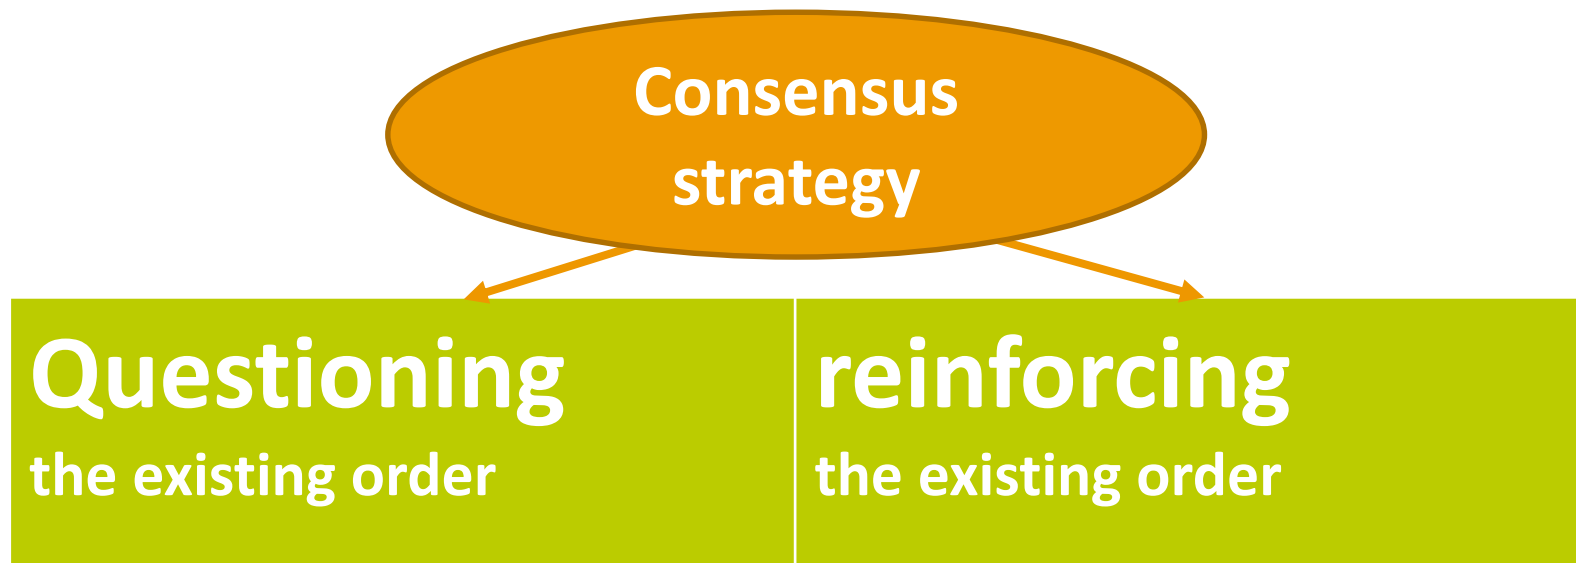 Consensus
strategy
Questioning
the existing order
reinforcing
the existing order